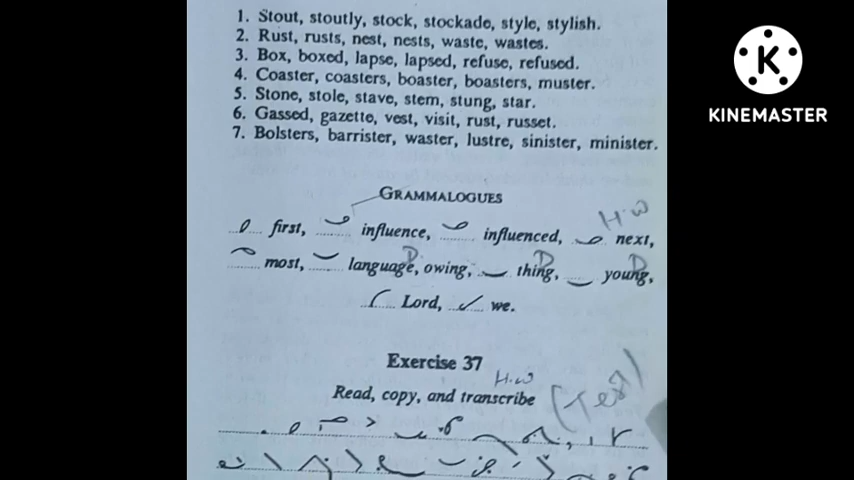 1. Stout, stoutly, stock, stockade, style, stylish.
2. Rust, rusts, nest, nests, waste, wastes.
3. Box, boxed, lapse, lapsed, refuse, refused.
4. Coaster, coasters, boaster, boasters, muster.
5. Stone, stole, stave, stem, stung, star.
6. Gassed, gazette, vest, visit, rust, russet.
7. Bolsters, barrister, waster, lustre, sinister, minister.
GRAMMALOGUES
H.W
first, influence, influenced, next,
D D D
most, language, owing, thing, young,
Lord, we.
Exercise 37
H.W
Read, copy, and transcribe (Test)
K
KINEMASTER